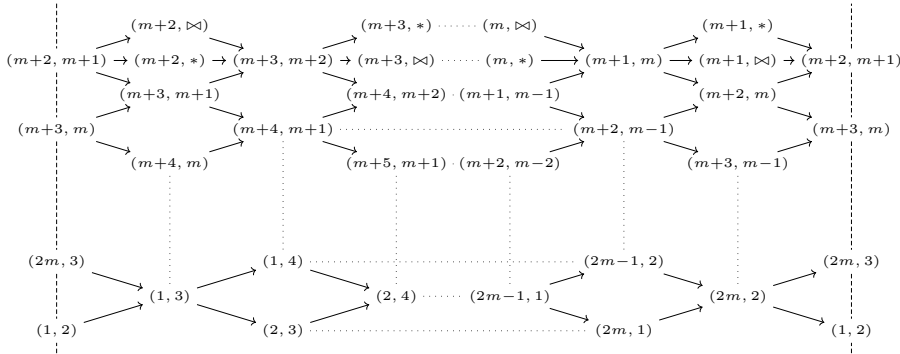 (m+2, ⋈) (m+3, *) (m, ⋈) (m+1, *)
(m+2, m+1) (m+2, *) (m+3, m+2) (m+3, ⋈) (m, *) (m+1, m) (m+1, ⋈) (m+2, m+1)
(m+3, m+1) (m+4, m+2) (m+1, m−1) (m+2, m)
(m+3, m) (m+4, m+1) (m+2, m−1) (m+3, m)
(m+4, m) (m+5, m+1) (m+2, m−2) (m+3, m−1)
(2m, 3) (1, 4) (2m−1, 2) (2m, 3)
(1, 3) (2, 4) (2m−1, 1) (2m, 2)
(1, 2) (2, 3) (2m, 1) (1, 2)